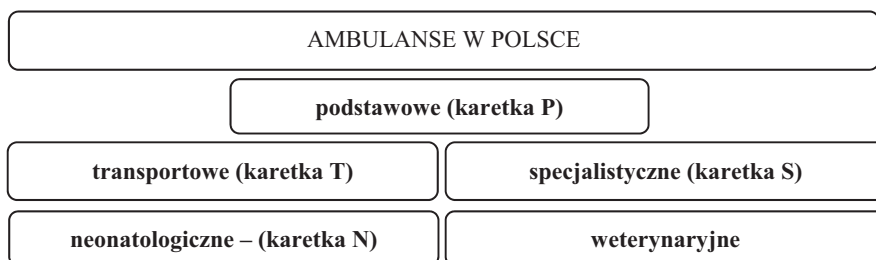 AMBULANSE W POLSCE
podstawowe (karetka P)
transportowe (karetka T)
specjalistyczne (karetka S)
neonatologiczne – (karetka N)
weterynaryjne